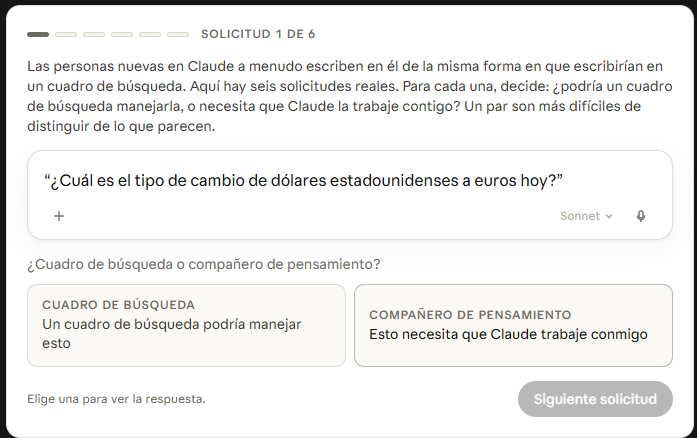 SOLICITUD 1 DE 6
Las personas nuevas en Claude a menudo escriben en él de la misma forma en que escribirían en
un cuadro de búsqueda. Aquí hay seis solicitudes reales. Para cada una, decide: ¿podría un cuadro
de búsqueda manejarla, o necesita que Claude la trabaje contigo? Un par son más difíciles de
distinguir de lo que parecen.
“¿Cuál es el tipo de cambio de dólares estadounidenses a euros hoy?”
Sonnet
¿Cuadro de búsqueda o compañero de pensamiento?
CUADRO DE BÚSQUEDA
Un cuadro de búsqueda podría manejar
esto
COMPAÑERO DE PENSAMIENTO
Esto necesita que Claude trabaje conmigo
Elige una para ver la respuesta.
Siguiente solicitud